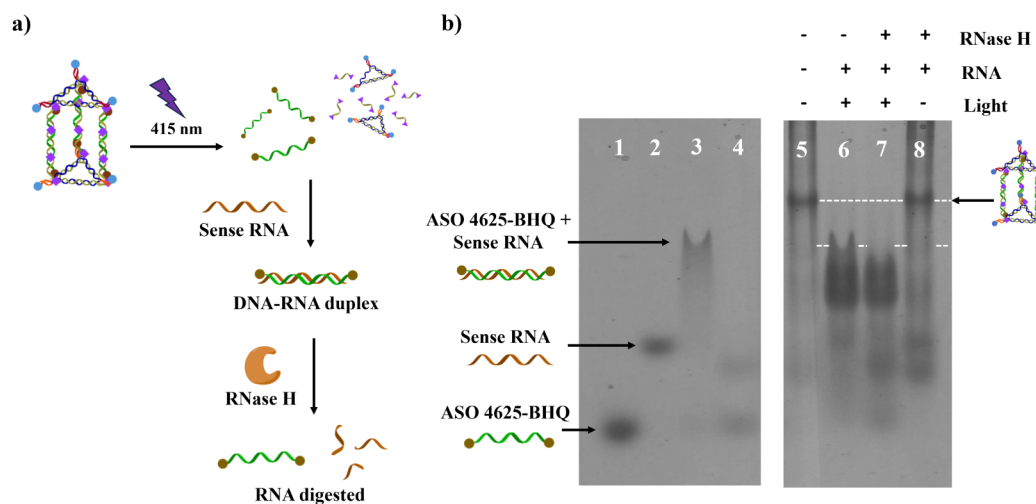 a)
415 nm
Sense RNA
DNA-RNA duplex
RNase H
RNA digested
b)
- - + + RNase H
- + + + RNA
- + + - Light
1 2 3 4 5 6 7 8
ASO 4625-BHQ +
Sense RNA
Sense RNA
ASO 4625-BHQ